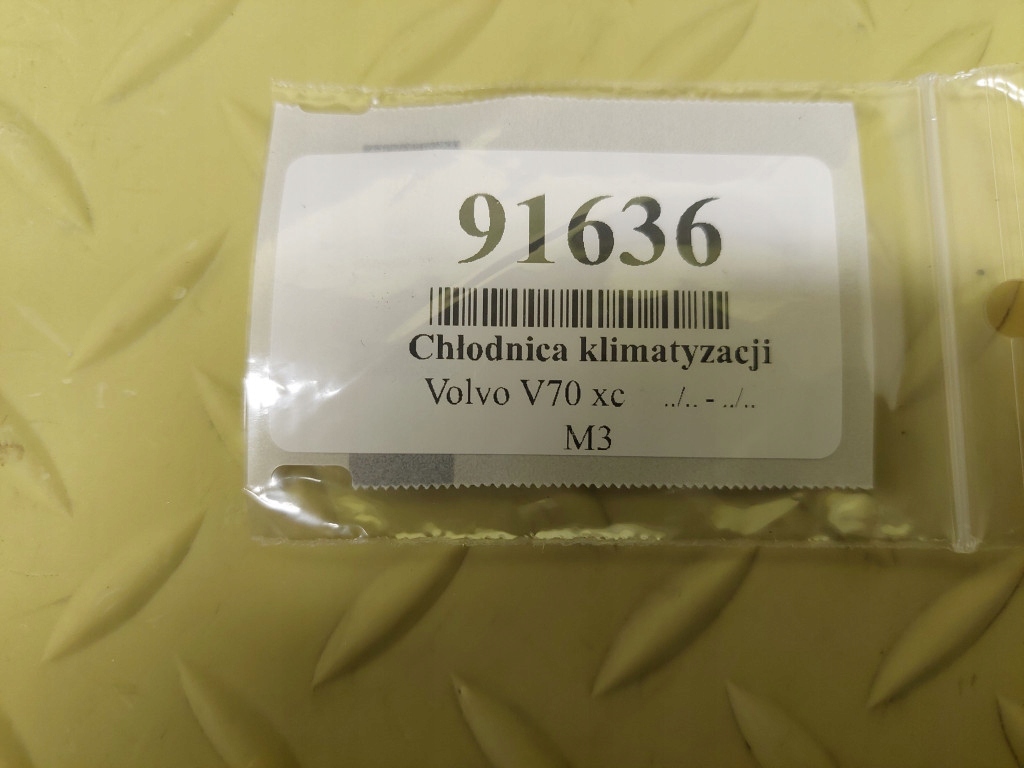 91636
Chłodnica klimatyzacji
Volvo V70 xc ../.. - ../..
M3